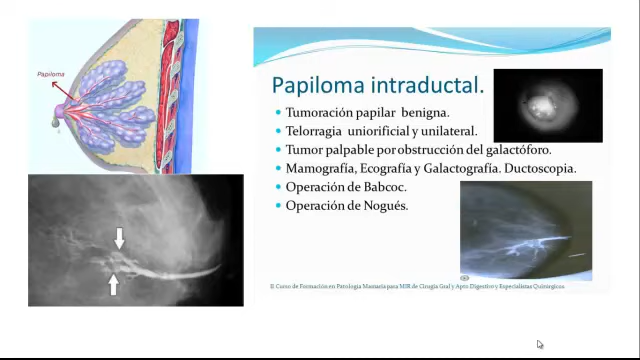 Papiloma
Papiloma intraductal.
Tumoración papilar benigna.
Telorragia uniorificial y unilateral.
Tumor palpable por obstrucción del galactóforo.
Mamografía, Ecografía y Galactografía. Ductoscopia.
Operación de Babcoc.
Operación de Nogués.
II Curso de Formación en Patología Mamaria para MIR de Cirugía Gral y Apto Digestivo y Especialistas Quirúrgicos